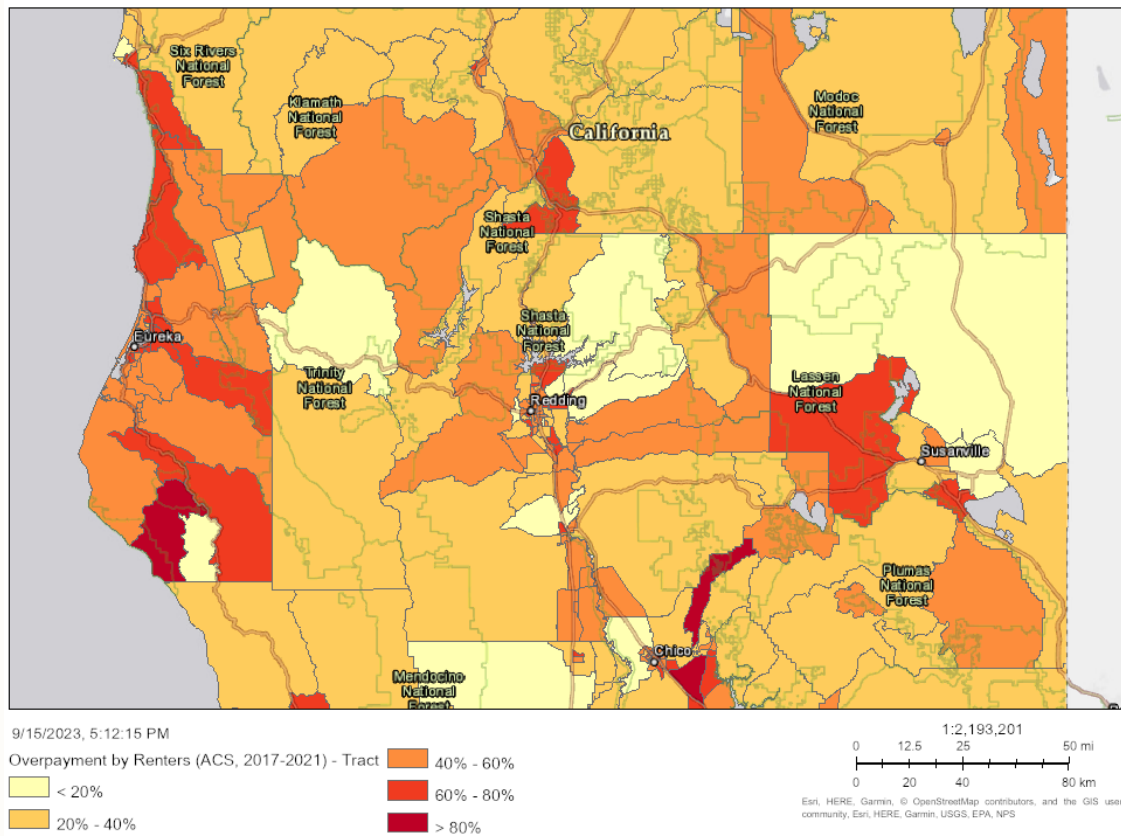 Six Rivers
National
Forest
Klamath
National
Forest
California
Modoc
National
Forest
Shasta
National
Forest
Shasta
National
Forest
Eureka
Trinity
National
Forest
Redding
Lassen
National
Forest
Susanville
Plumas
National
Forest
Chico
Mendocino
National
Forest
9/15/2023, 5:12:15 PM
Overpayment by Renters (ACS, 2017-2021) - Tract
< 20%
20% - 40%
40% - 60%
60% - 80%
> 80%
1:2,193,201
0 12.5 25 50 mi
0 20 40 80 km
Esri, HERE, Garmin, © OpenStreetMap contributors, and the GIS user
community, Esri, HERE, Garmin, USGS, EPA, NPS